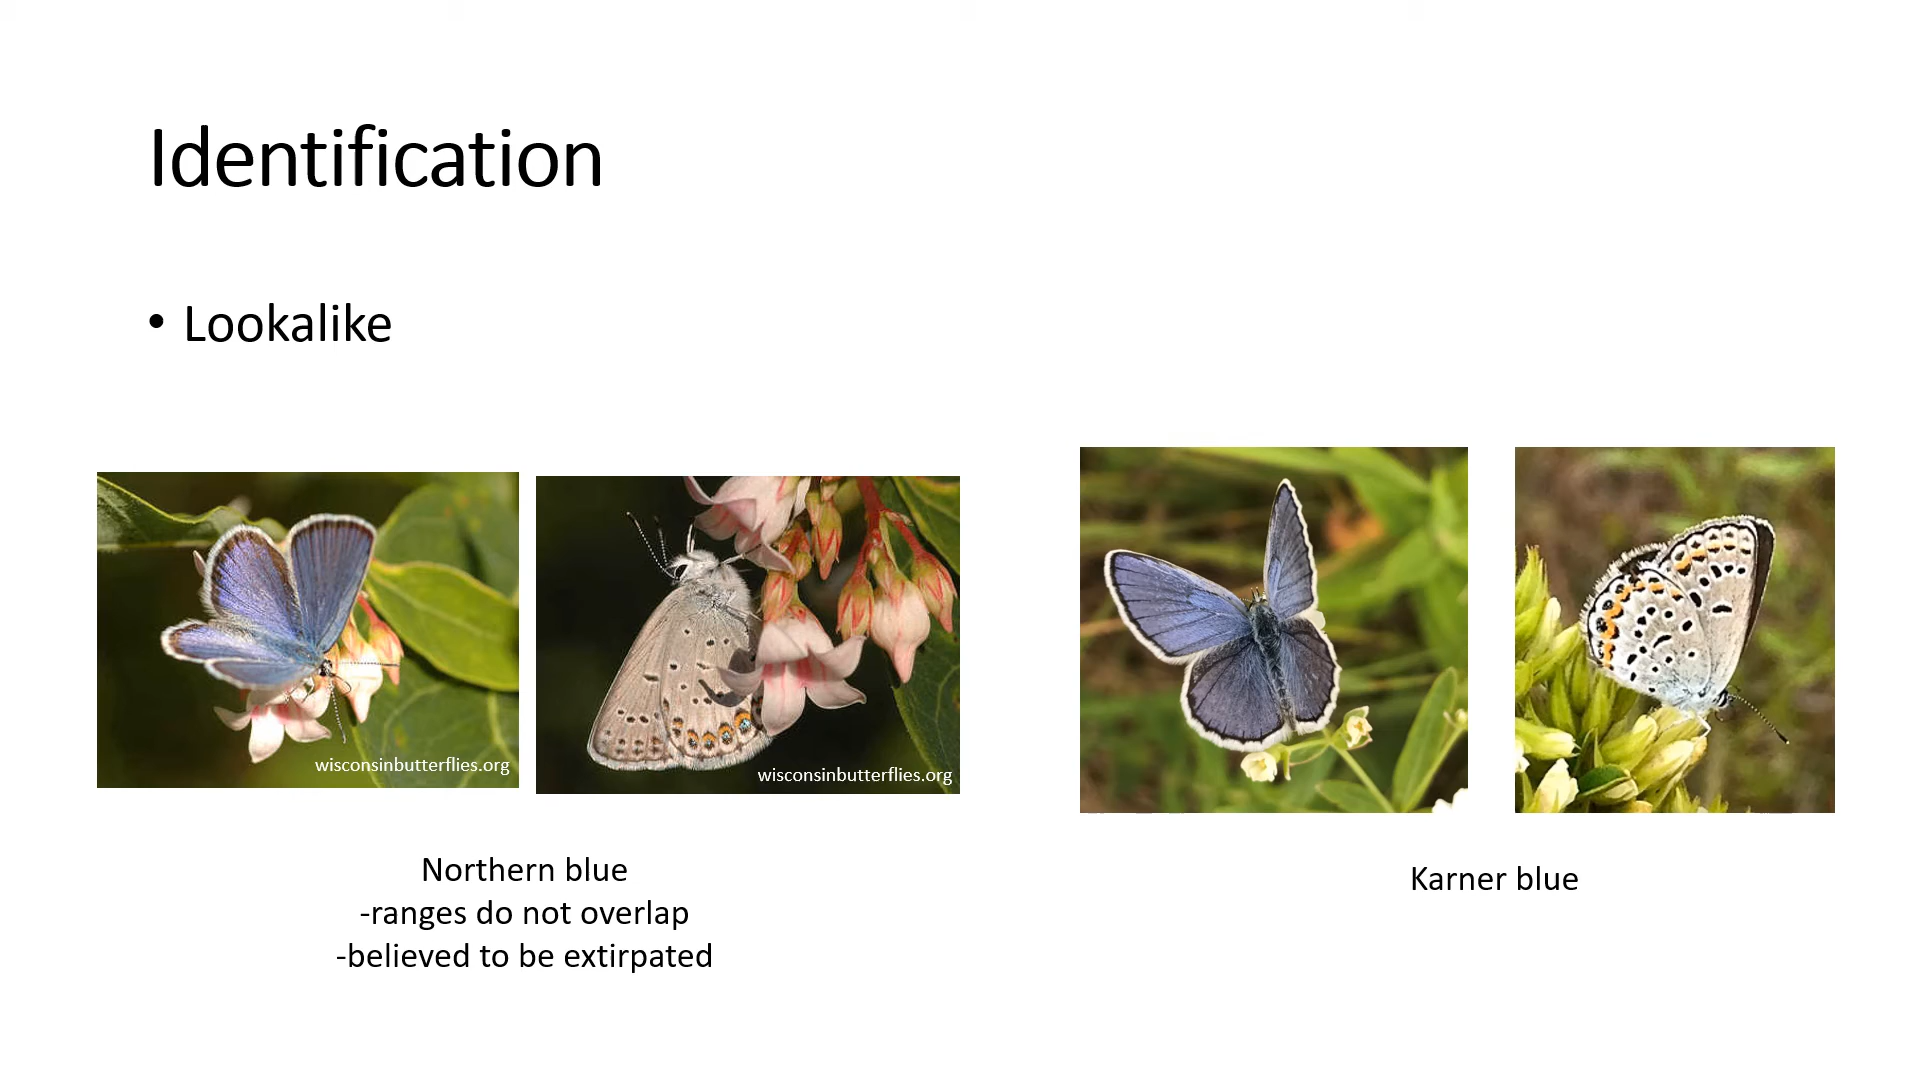 Identification
• Lookalike
wisconsinbutterflies.org
wisconsinbutterflies.org
Northern blue
-ranges do not overlap
-believed to be extirpated
Karner blue